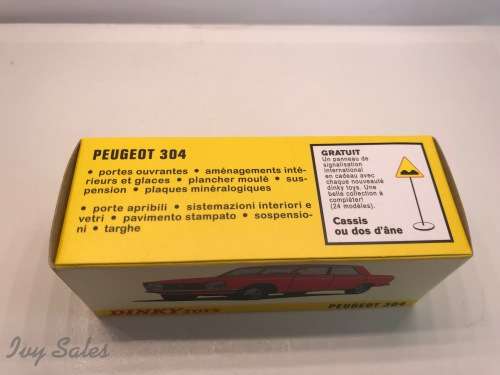 PEUGEOT 304
• portes ouvrantes • aménagements inté-
rieurs et glaces • plancher moulé • sus-
pension • plaques minéralogiques
• porte apribili • sistemazioni interiori e
vetri • pavimento stampato • sospensio-
ni • targhe
GRATUIT
Un panneau de
signalisation
international
en cadeau avec
chaque nouveauté
dinky toys. Une
belle collection à
compléter!
(24 modèles).
Cassis
ou dos d'âne
DINKY TOYS
PEUGEOT 304
Ivy Sales